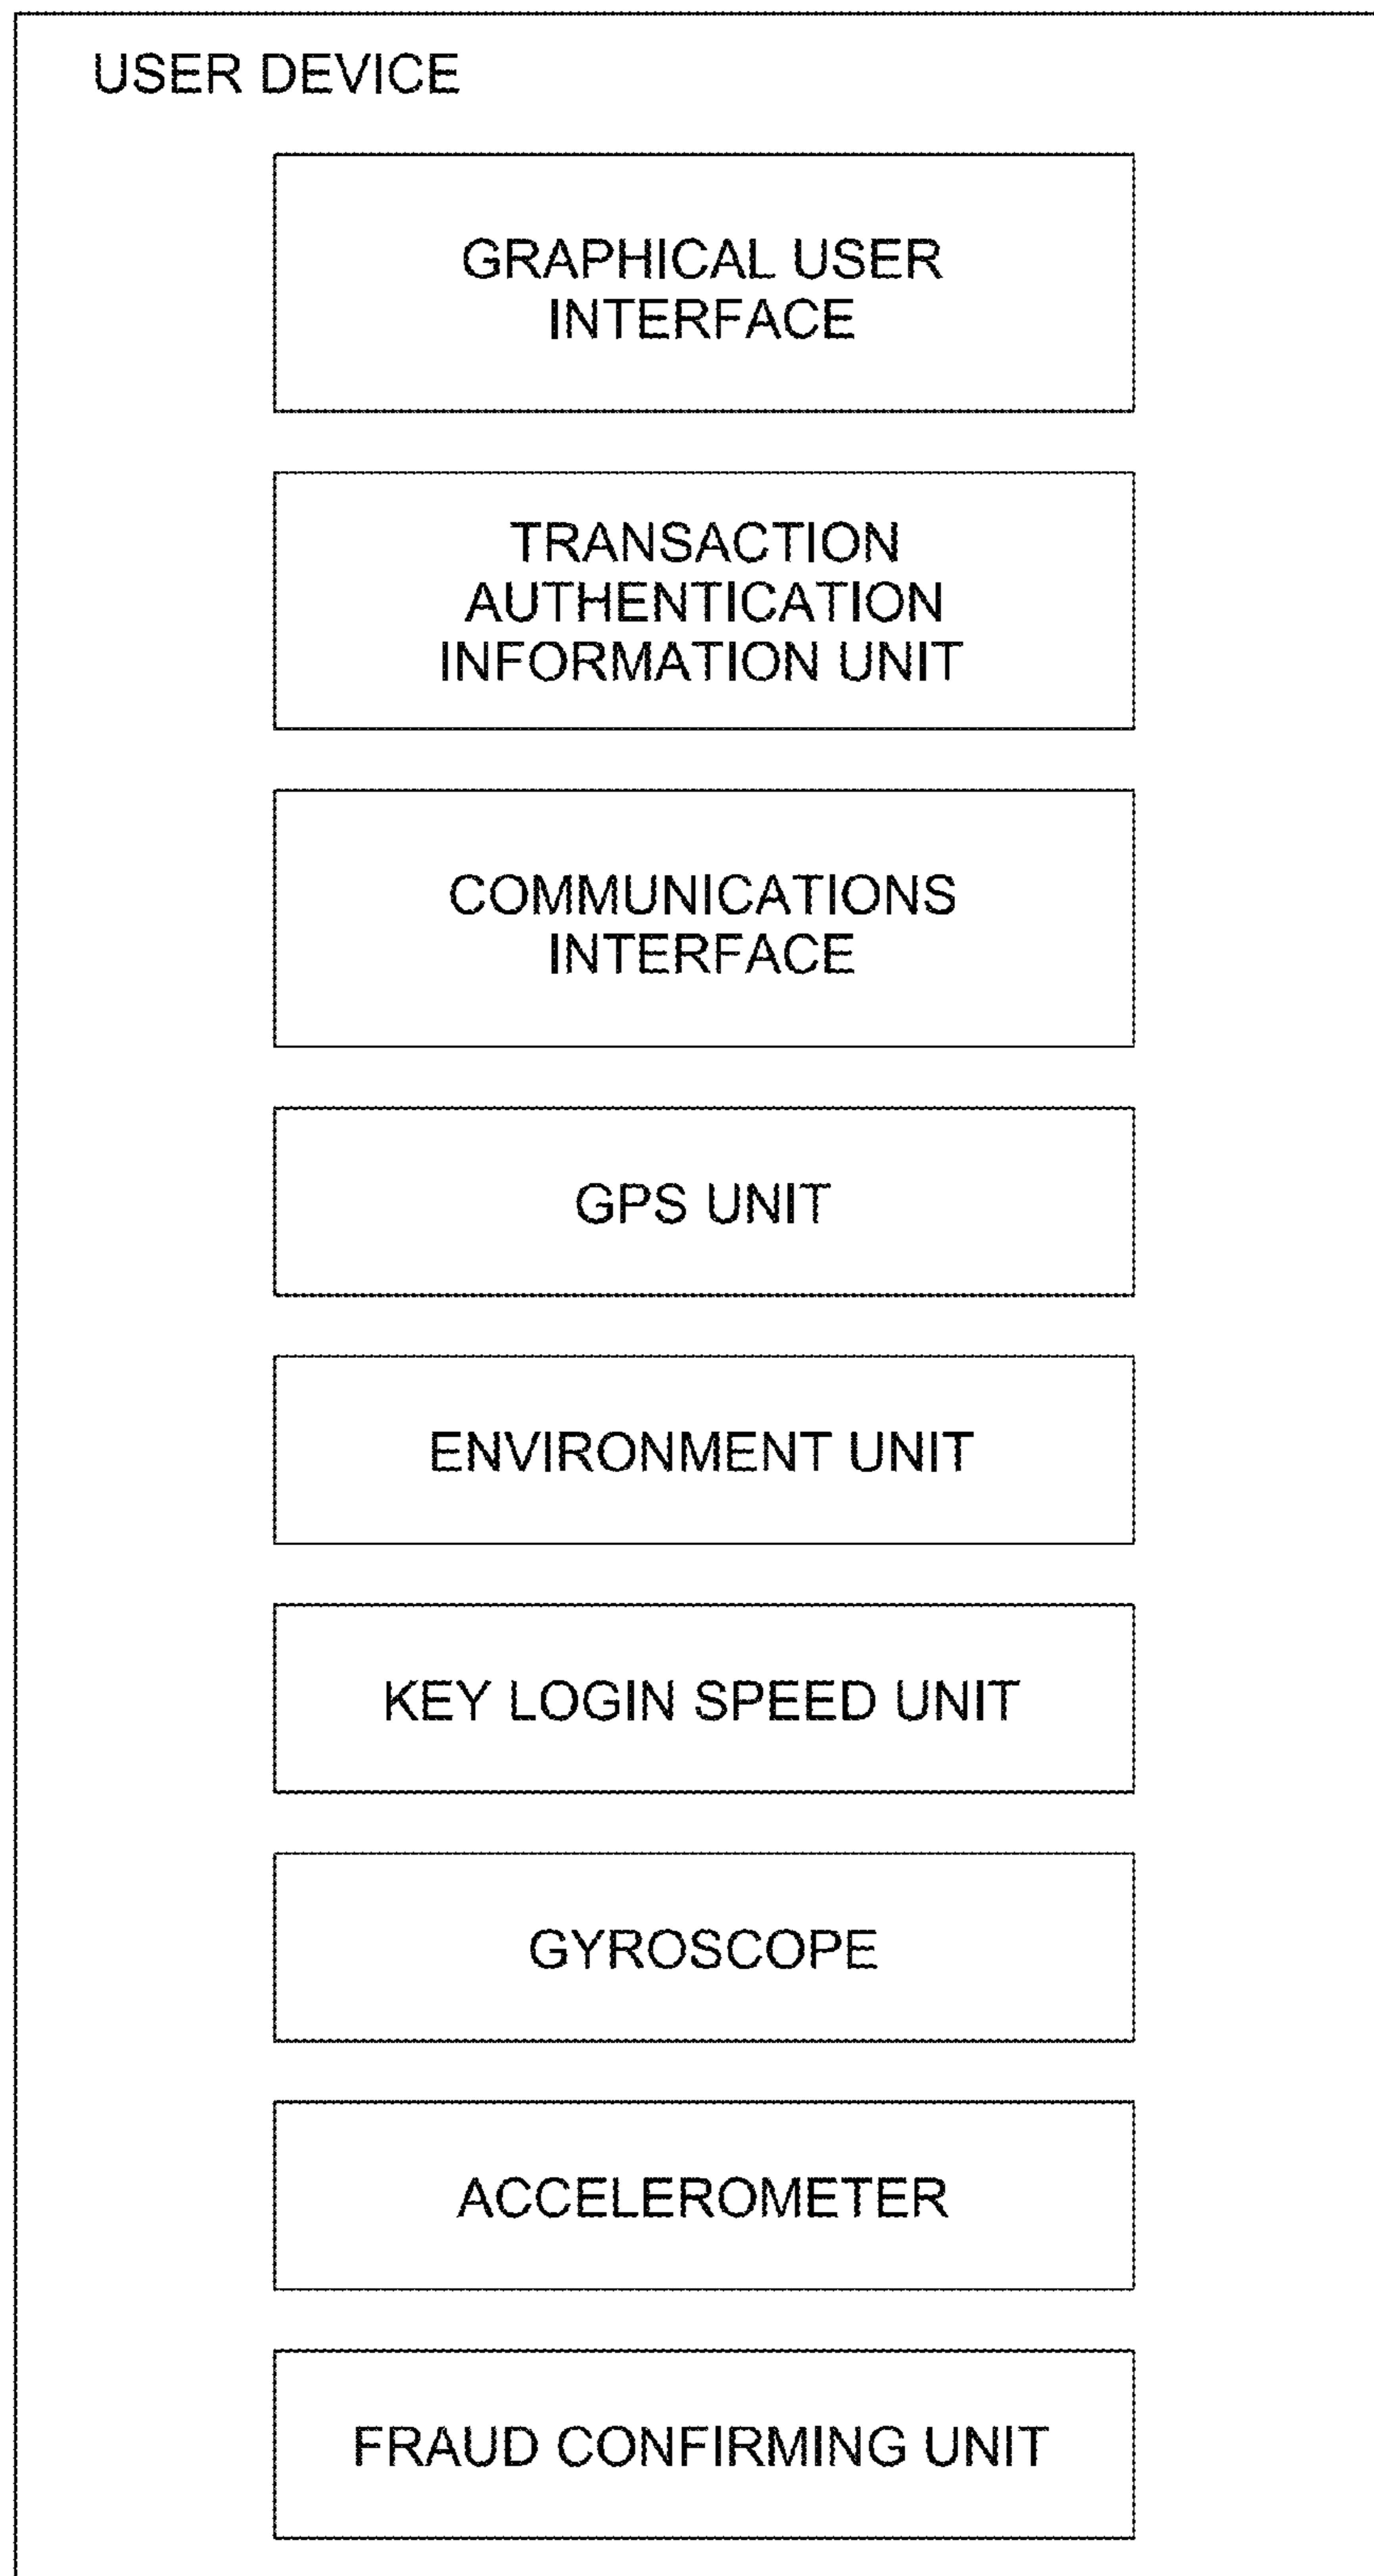 USER DEVICE
GRAPHICAL USER
INTERFACE
TRANSACTION
AUTHENTICATION
INFORMATION UNIT
COMMUNICATIONS
INTERFACE
GPS UNIT
ENVIRONMENT UNIT
KEY LOGIN SPEED UNIT
GYROSCOPE
ACCELEROMETER
FRAUD CONFIRMING UNIT